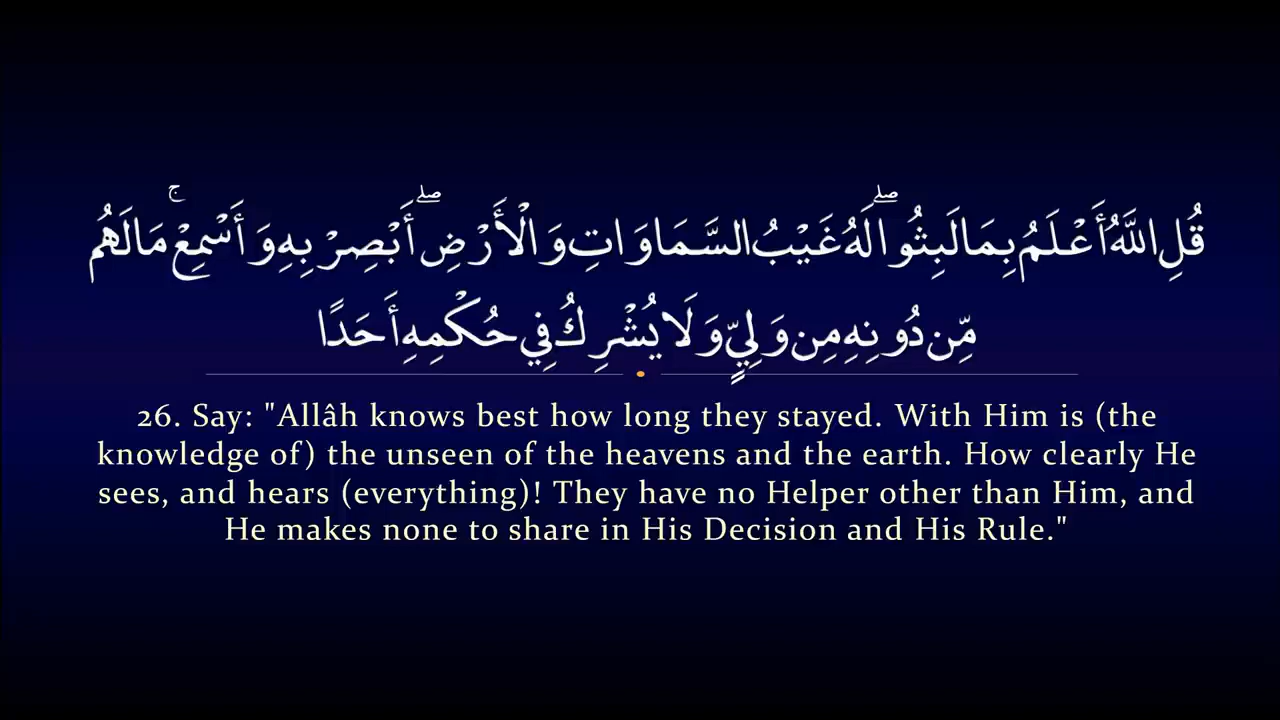 قُلِ اللَّهُ أَعْلَمُ بِمَا لَبِثُوا ۖ لَهُ غَيْبُ السَّمَاوَاتِ وَالْأَرْضِ ۖ أَبْصِرْ بِهِ وَأَسْمِعْ ۚ مَا لَهُم
مِّن دُونِهِ مِن وَلِيٍّ وَلَا يُشْرِكُ فِي حُكْمِهِ أَحَدًا
26. Say: "Allâh knows best how long they stayed. With Him is (the
knowledge of) the unseen of the heavens and the earth. How clearly He
sees, and hears (everything)! They have no Helper other than Him, and
He makes none to share in His Decision and His Rule."